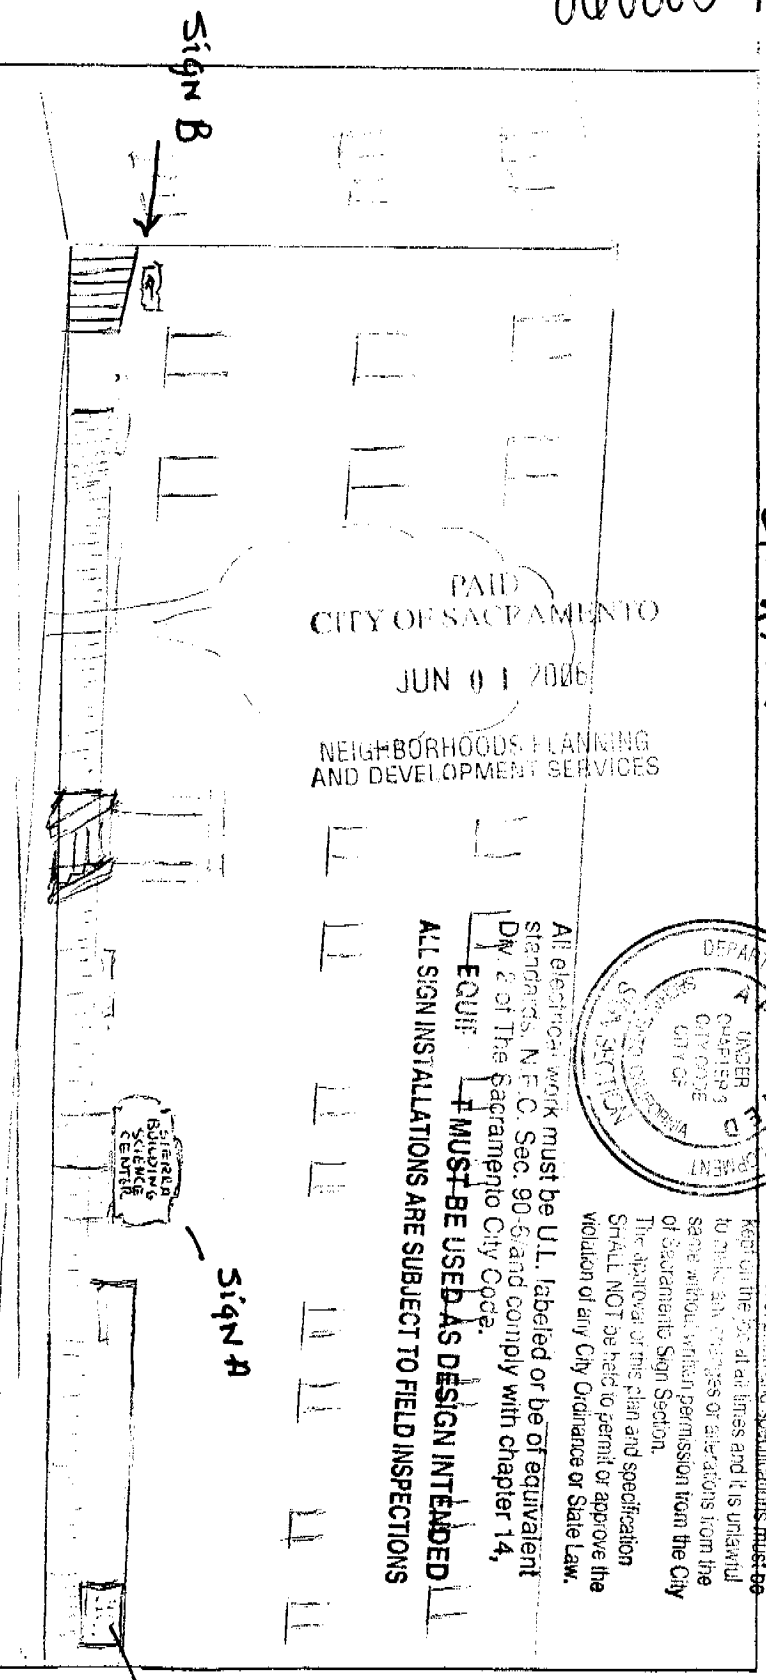 Sign B
PAID
CITY OF SACRAMENTO
JUN 01 2006
NEIGHBORHOODS PLANNING
AND DEVELOPMENT SERVICES
DEPAR
UNDER
CHAPTER 3
CITY CODE
CITY OF
CALIFORNIA
SIGN SECTION
specifications must be
kept on the job at all times and it is unlawful
to make any changes or alterations from the
same without written permission from the City
of Sacramento Sign Section.
The approval of this plan and specification
SHALL NOT be held to permit or approve the
violation of any City Ordinance or State Law.
All electrical work must be U.L. labeled or be of equivalent
standards. N.E.C. Sec. 90-6 and comply with chapter 14,
Div. 2 of The Sacramento City Code.
EQUIP T MUST BE USED AS DESIGN INTENDED
ALL SIGN INSTALLATIONS ARE SUBJECT TO FIELD INSPECTIONS
SIERRA
BUILDING
SCIENCE
CENTER
Sign A